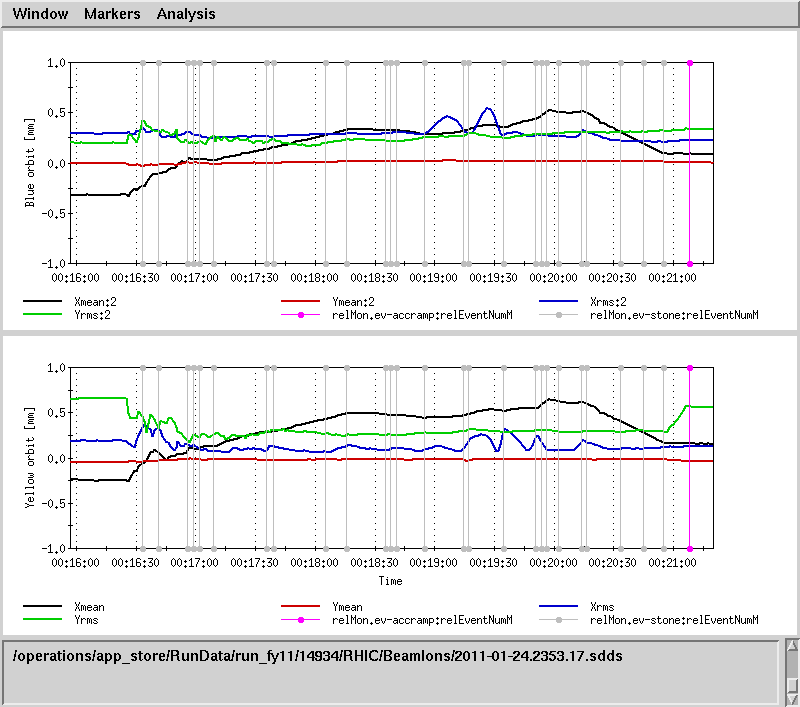 Window Markers Analysis
1.0
0.5
0.0
-0.5
-1.0
Blue orbit [mm]
00:16:00 00:16:30 00:17:00 00:17:30 00:18:00 00:18:30 00:19:00 00:19:30 00:20:00 00:20:30 00:21:00
Xmean:2 Ymean:2 Xrms:2
Yrms:2 relMon.ev-accramp:relEventNumM relMon.ev-stone:relEventNumM
1.0
0.5
0.0
-0.5
-1.0
Yellow orbit [mm]
00:16:00 00:16:30 00:17:00 00:17:30 00:18:00 00:18:30 00:19:00 00:19:30 00:20:00 00:20:30 00:21:00
Time
Xmean Ymean Xrms
Yrms relMon.ev-accramp:relEventNumM relMon.ev-stone:relEventNumM
/operations/app_store/RunData/run_fy11/14934/RHIC/BeamIons/2011-01-24.2353.17.sdds